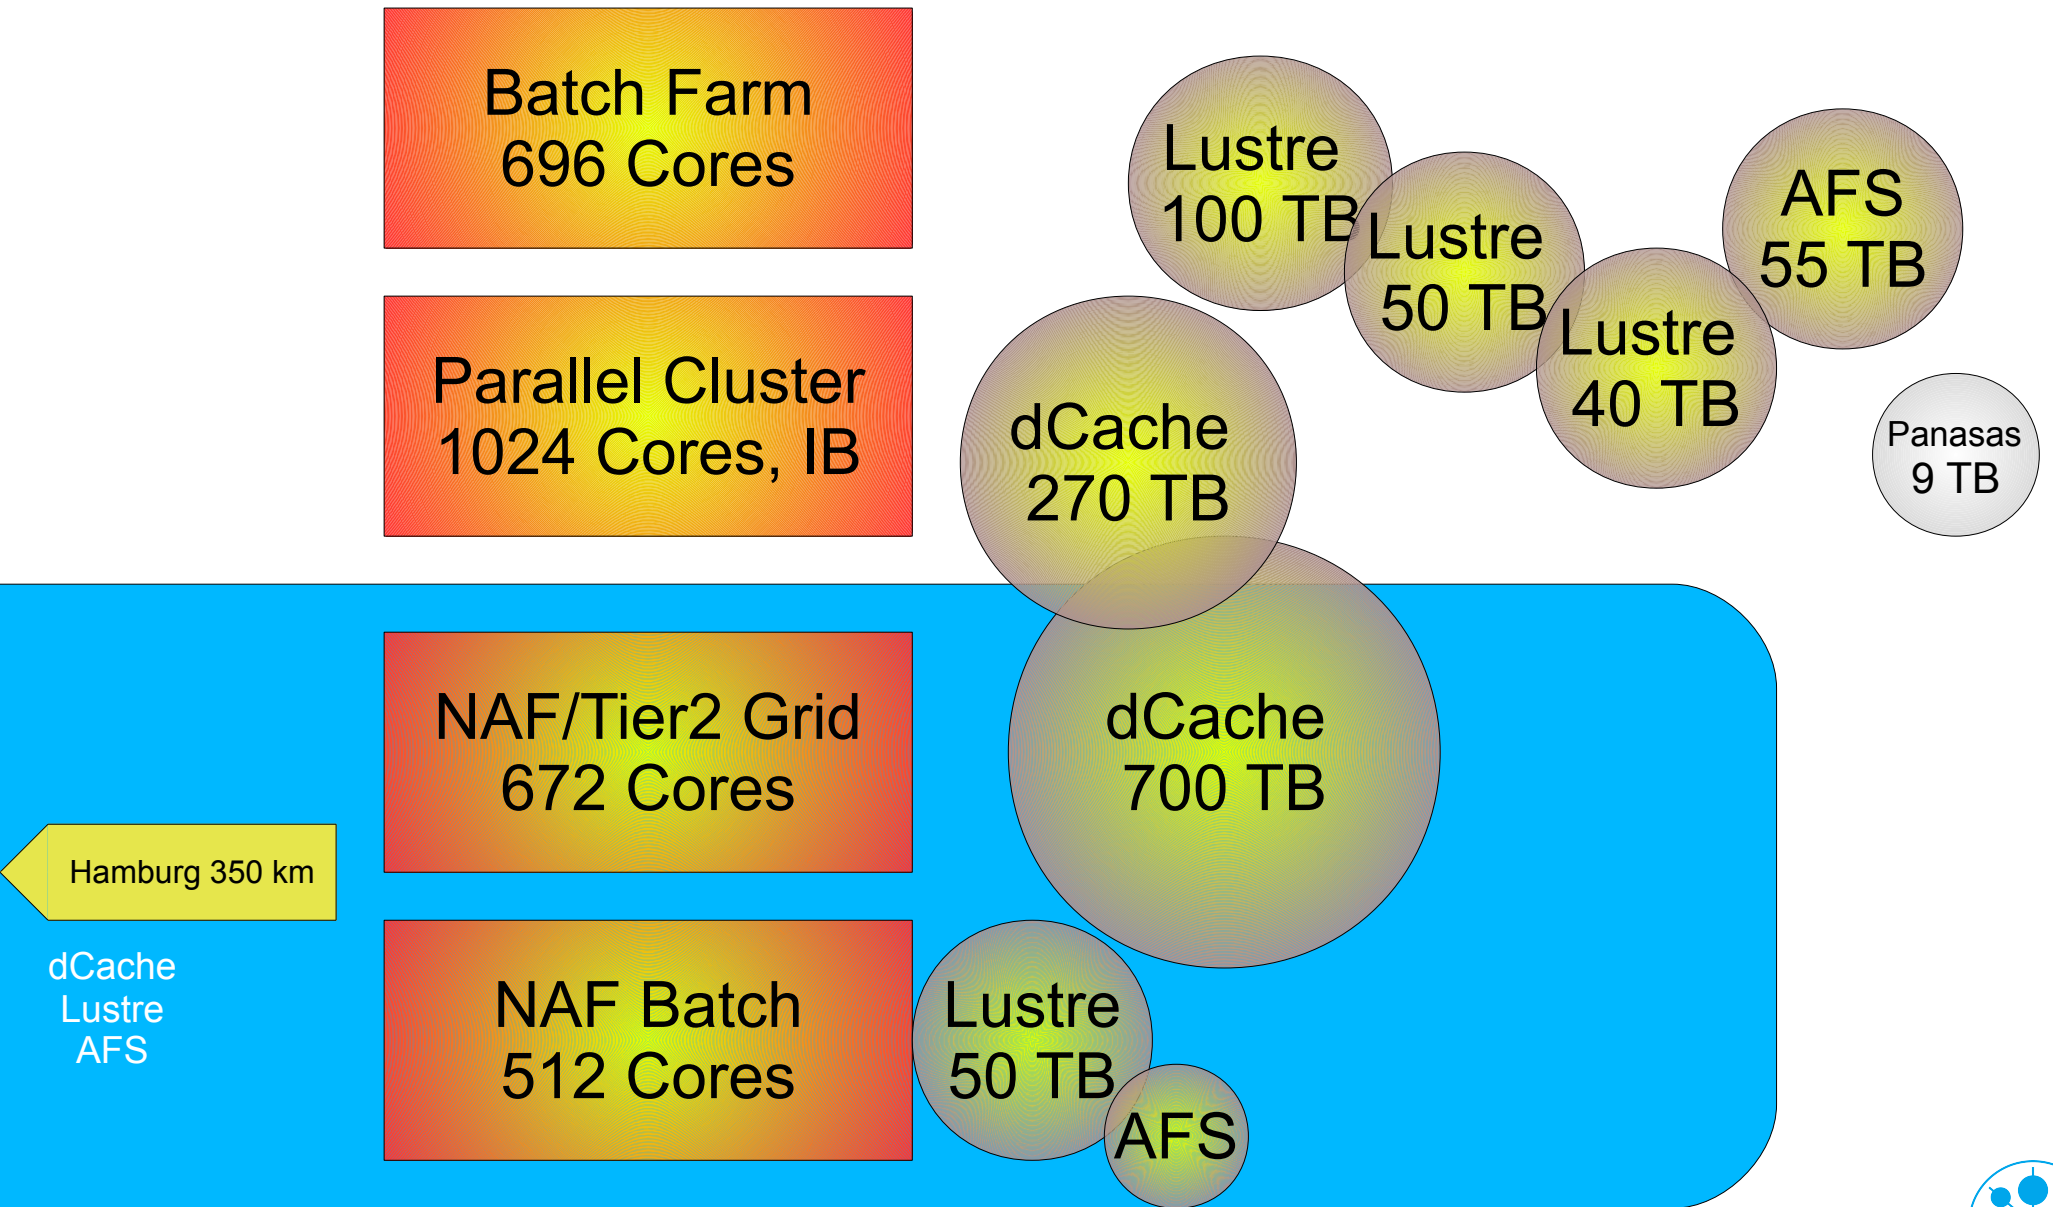 Batch Farm
696 Cores
Parallel Cluster
1024 Cores, IB
Lustre
100 TB
Lustre
50 TB
Lustre
40 TB
AFS
55 TB
Panasas
9 TB
dCache
270 TB
NAF/Tier2 Grid
672 Cores
dCache
700 TB
Hamburg 350 km
dCache
Lustre
AFS
NAF Batch
512 Cores
Lustre
50 TB
AFS